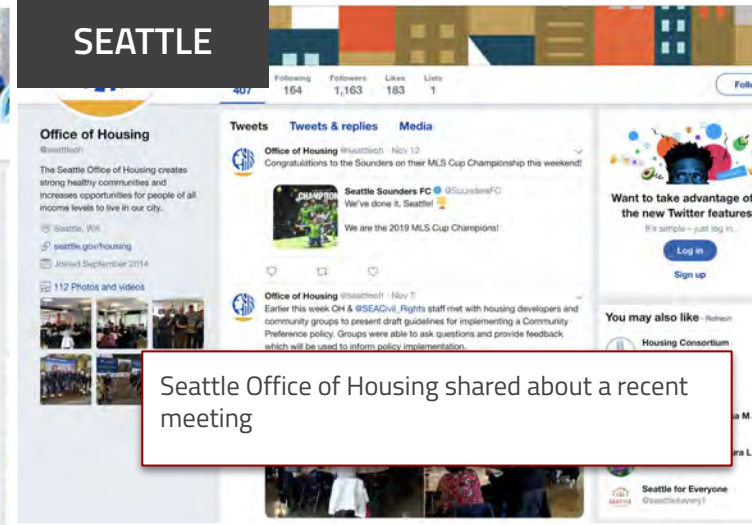 SEATTLE
Following
Followers
Likes
Lists
407
164
1,163
183
1
Office of Housing
@seattleoh
The Seattle Office of Housing creates
strong healthy communities and
increases opportunities for people of all
income levels to live in our city.
Seattle, WA
seattle.gov/housing
Joined September 2014
112 Photos and videos
Tweets Tweets & replies Media
Office of Housing @seattleoh · Nov 12
Congratulations to the Sounders on their MLS Cup Championship this weekend!
Seattle Sounders FC @SoundersFC
We've done it, Seattle!
We are the 2019 MLS Cup Champions!
Office of Housing @seattleoh · Nov 7
Earlier this week OH & @SEACivil_Rights staff met with housing developers and
community groups to present draft guidelines for implementing a Community
Preference policy. Groups were able to ask questions and provide feedback
which will be used to inform policy implementation.
Seattle Office of Housing shared about a recent
meeting
Want to take advantage of
the new Twitter features
It's simple – just log in.
Log in
Sign up
You may also like · Refresh
Housing Consortium
Seattle for Everyone